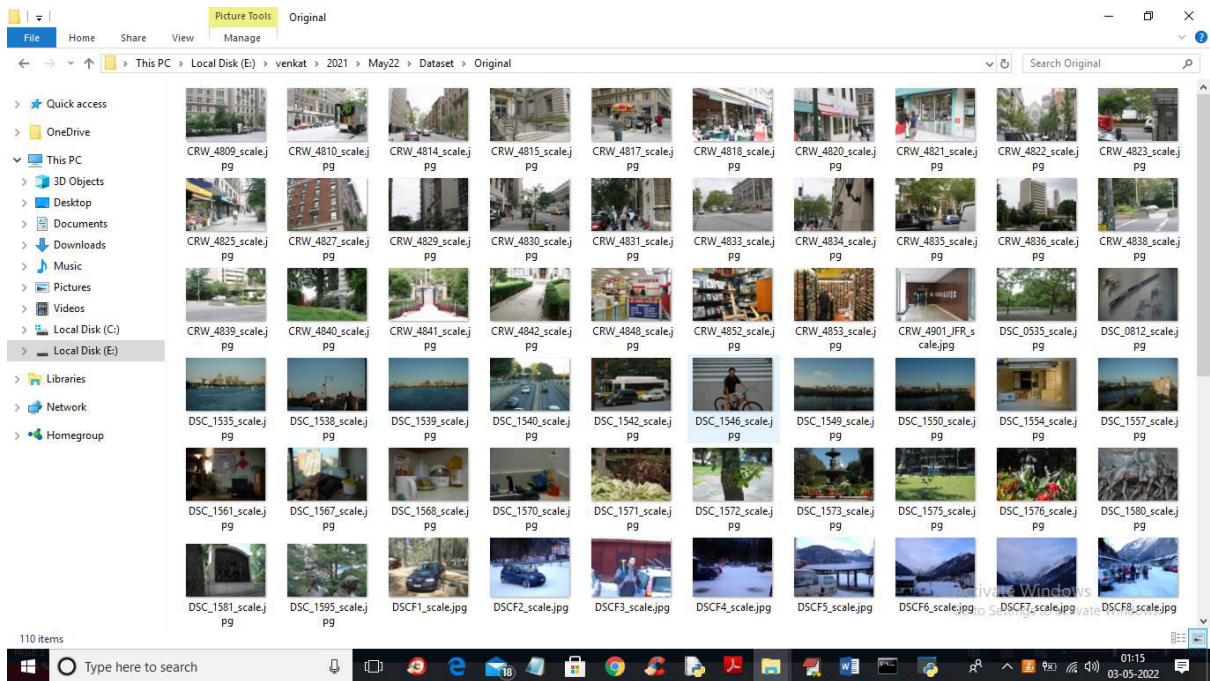 Picture Tools Original
File Home Share View Manage
This PC > Local Disk (E:) > venkat > 2021 > May22 > Dataset > Original
Search Original
Quick access
OneDrive
This PC
3D Objects
Desktop
Documents
Downloads
Music
Pictures
Videos
Local Disk (C:)
Local Disk (E:)
Libraries
Network
Homegroup
CRW_4809_scale.j CRW_4810_scale.j CRW_4814_scale.j CRW_4815_scale.j CRW_4817_scale.j CRW_4818_scale.j CRW_4820_scale.j CRW_4821_scale.j CRW_4822_scale.j CRW_4823_scale.j
pg pg pg pg pg pg pg pg pg pg
CRW_4825_scale.j CRW_4827_scale.j CRW_4829_scale.j CRW_4830_scale.j CRW_4831_scale.j CRW_4833_scale.j CRW_4834_scale.j CRW_4835_scale.j CRW_4836_scale.j CRW_4838_scale.j
pg pg pg pg pg pg pg pg pg pg
CRW_4839_scale.j CRW_4840_scale.j CRW_4841_scale.j CRW_4842_scale.j CRW_4848_scale.j CRW_4852_scale.j CRW_4853_scale.j CRW_4901_JFR_s DSC_0535_scale.j DSC_0812_scale.j
pg pg pg pg pg pg pg cale.jpg pg pg
DSC_1535_scale.j DSC_1538_scale.j DSC_1539_scale.j DSC_1540_scale.j DSC_1542_scale.j DSC_1546_scale.j DSC_1549_scale.j DSC_1550_scale.j DSC_1554_scale.j DSC_1557_scale.j
pg pg pg pg pg pg pg pg pg pg
DSC_1561_scale.j DSC_1567_scale.j DSC_1568_scale.j DSC_1570_scale.j DSC_1571_scale.j DSC_1572_scale.j DSC_1573_scale.j DSC_1575_scale.j DSC_1576_scale.j DSC_1580_scale.j
pg pg pg pg pg pg pg pg pg pg
DSC_1581_scale.j DSC_1595_scale.j DSCF1_scale.jpg DSCF2_scale.jpg DSCF3_scale.jpg DSCF4_scale.jpg DSCF5_scale.jpg DSCF6_scale.jpg DSCF7_scale.jpg DSCF8_scale.jpg
pg pg
Activate Windows
to Settings to activate Windows.
110 items
Type here to search
18
01:15
03-05-2022